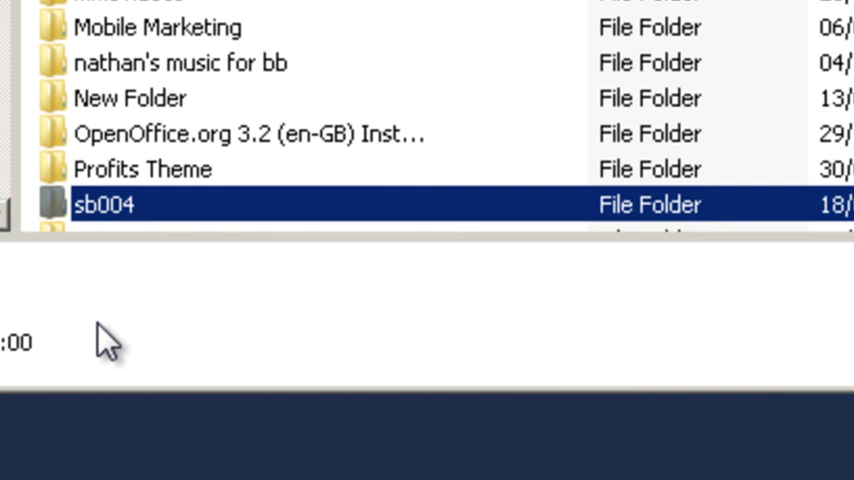 Mobile Marketing File Folder 06/
nathan's music for bb File Folder 04/
New Folder File Folder 13/
OpenOffice.org 3.2 (en-GB) Inst... File Folder 29/
Profits Theme File Folder 30/
sb004 File Folder 18/
:00